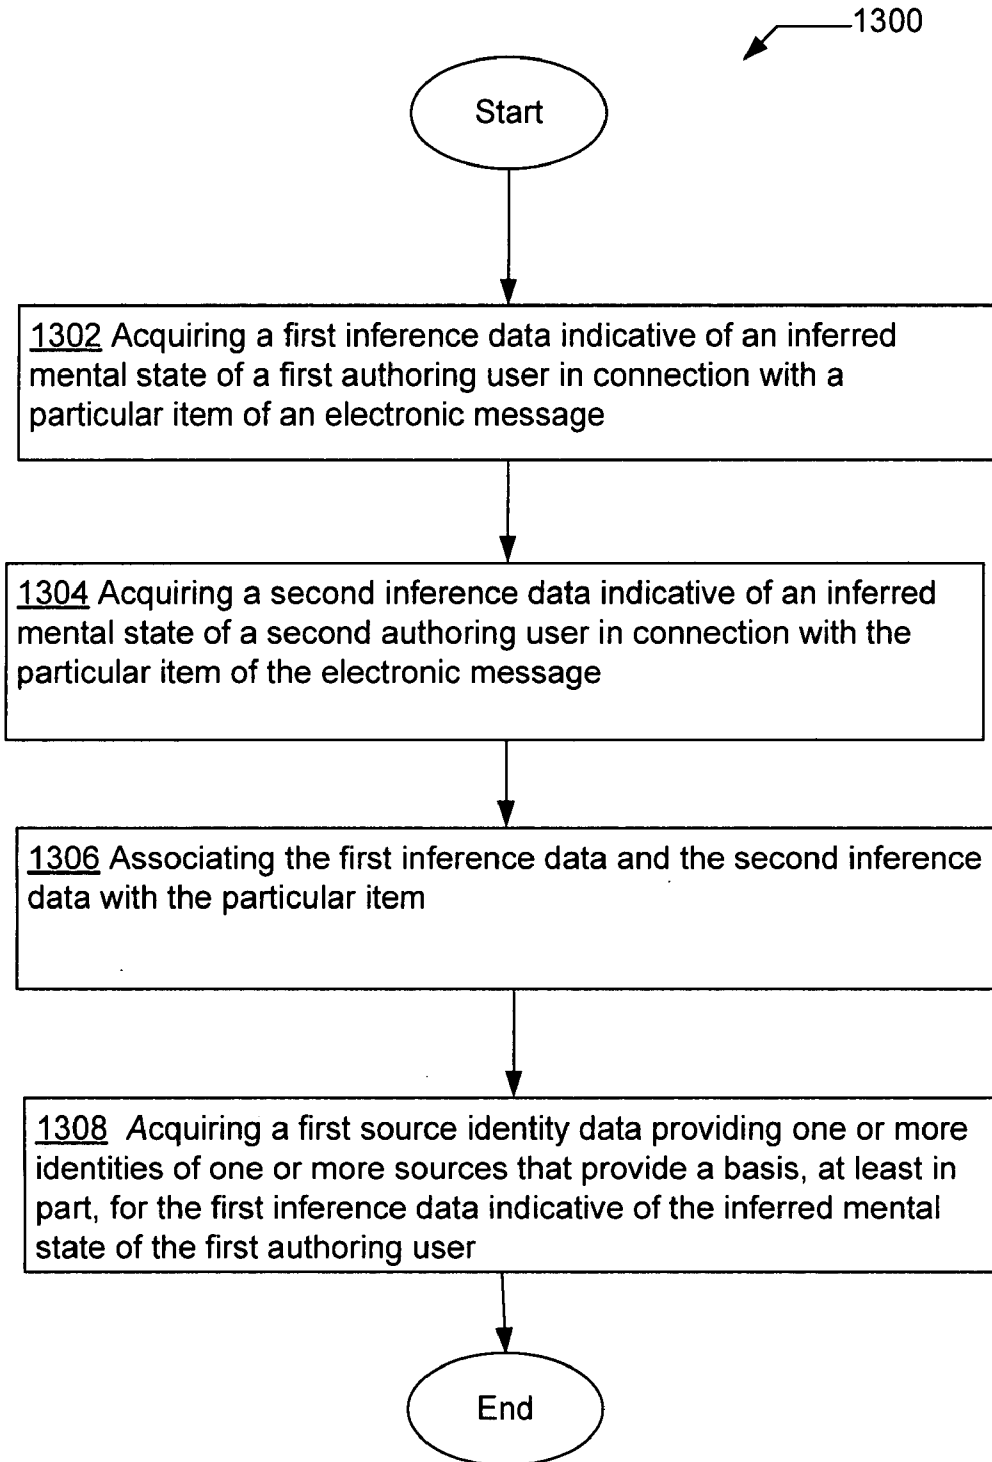 1300
Start
1302 Acquiring a first inference data indicative of an inferred
mental state of a first authoring user in connection with a
particular item of an electronic message
1304 Acquiring a second inference data indicative of an inferred
mental state of a second authoring user in connection with the
particular item of the electronic message
1306 Associating the first inference data and the second inference
data with the particular item
1308 Acquiring a first source identity data providing one or more
identities of one or more sources that provide a basis, at least in
part, for the first inference data indicative of the inferred mental
state of the first authoring user
End